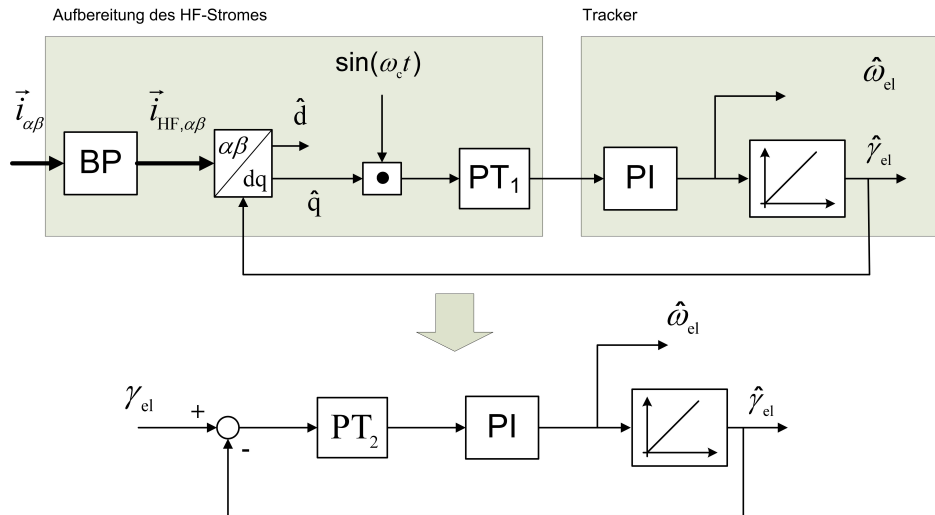 Aufbereitung des HF-Stromes
Tracker
sin(ω_c t)
ω̂_el
i⃗_αβ
i⃗_HF,αβ
d̂
γ̂_el
BP
αβ
dq
q̂
PT₁
PI
ω̂_el
γ_el
+
-
PT₂
PI
γ̂_el